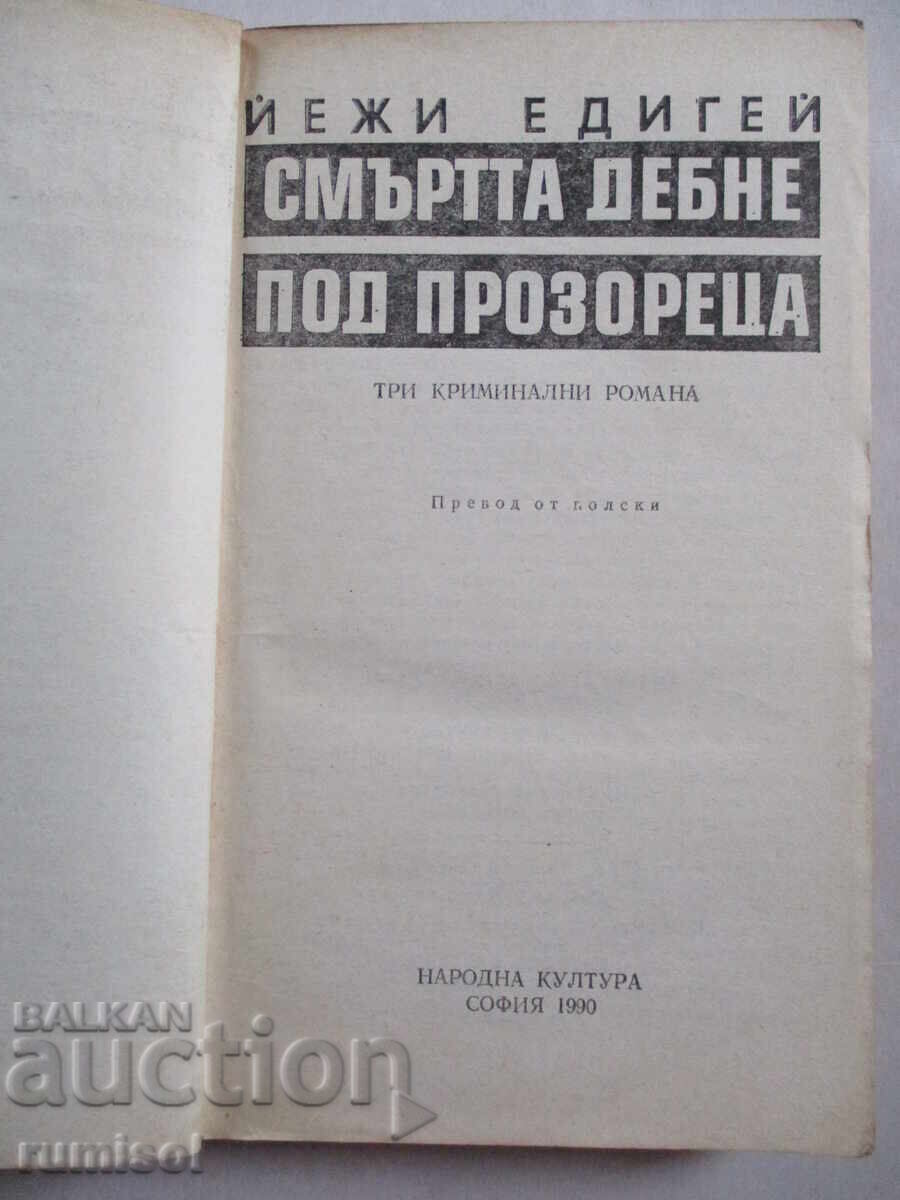 ЙЕЖИ ЕДИГЕЙ
СМЪРТТА ДЕБНЕ
ПОД ПРОЗОРЕЦА
ТРИ КРИМИНАЛНИ РОМАНА
Превод от полски
НАРОДНА КУЛТУРА
СОФИЯ 1990
BALKAN
auction
rumisol